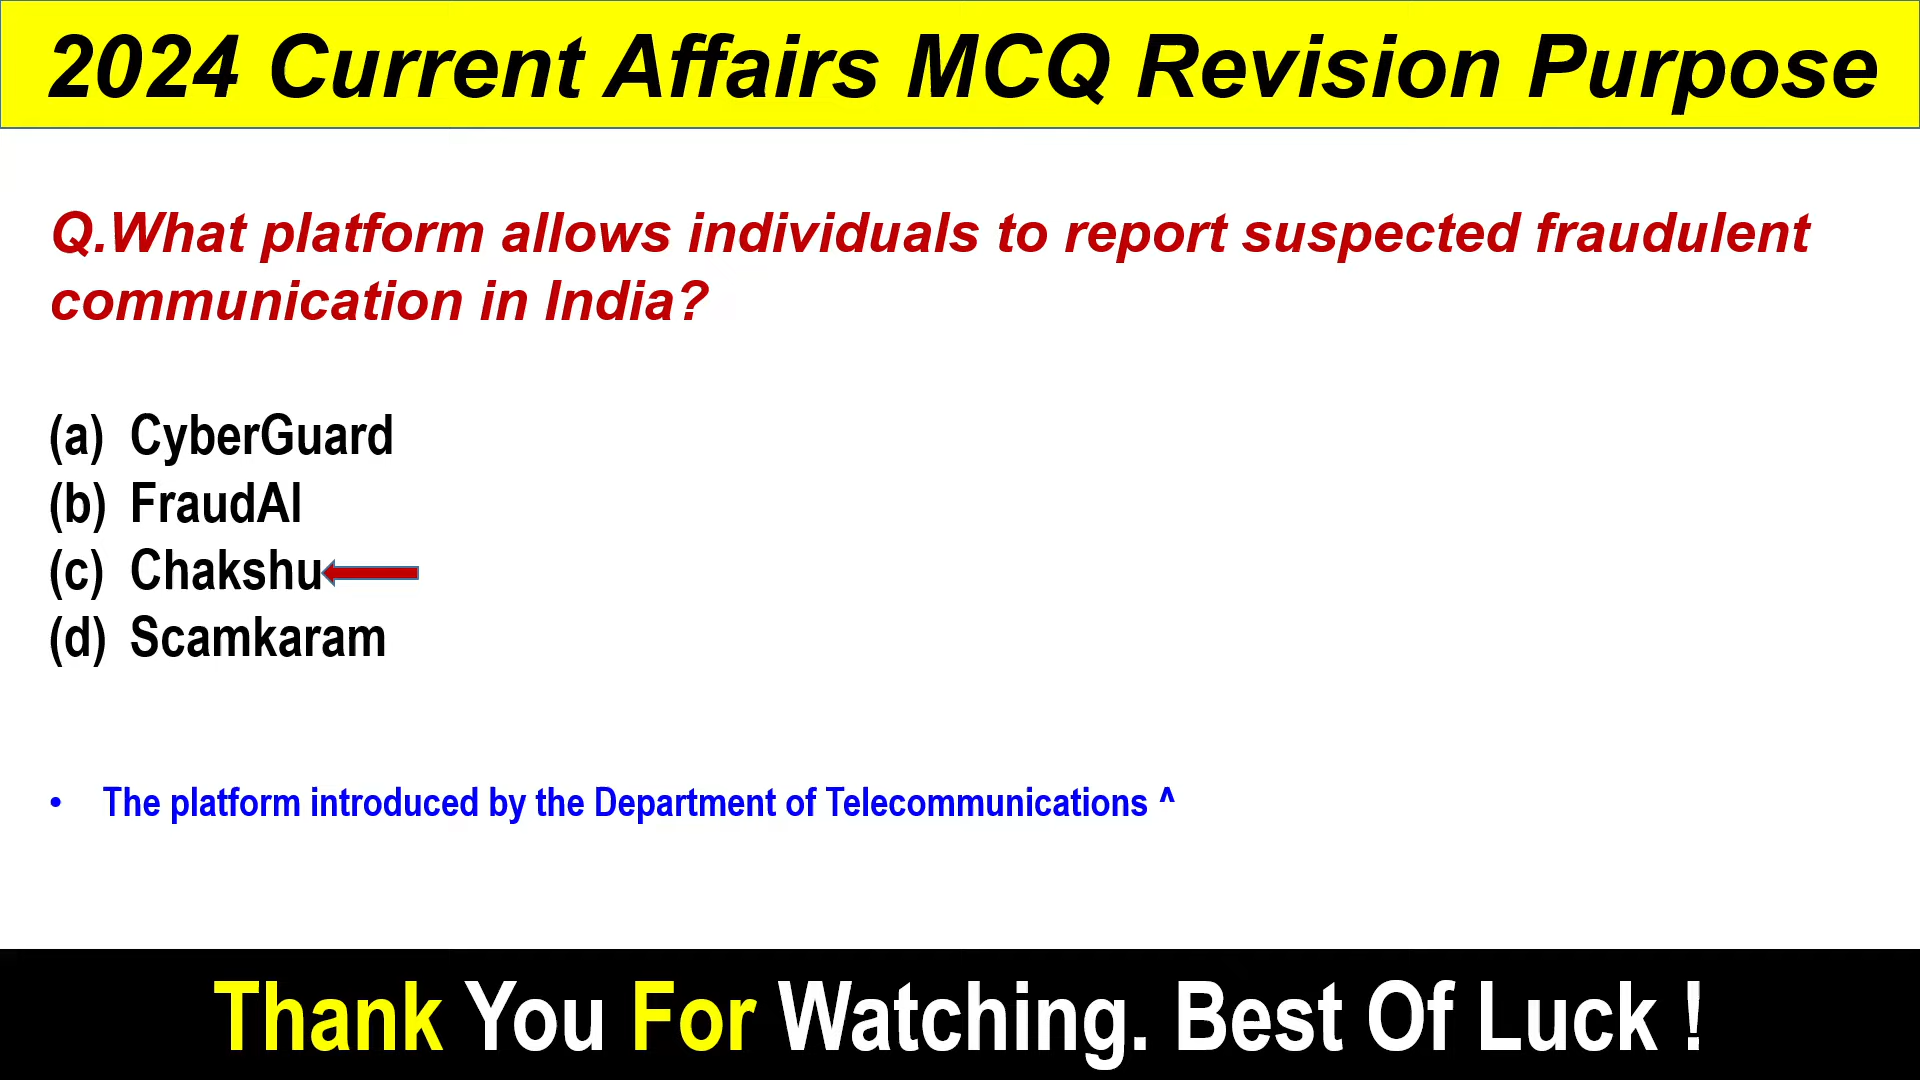 2024 Current Affairs MCQ Revision Purpose
Q.What platform allows individuals to report suspected fraudulent
communication in India?
(a) CyberGuard
(b) FraudAI
(c) Chakshu
(d) Scamkaram
• The platform introduced by the Department of Telecommunications ^
Thank You For Watching. Best Of Luck !